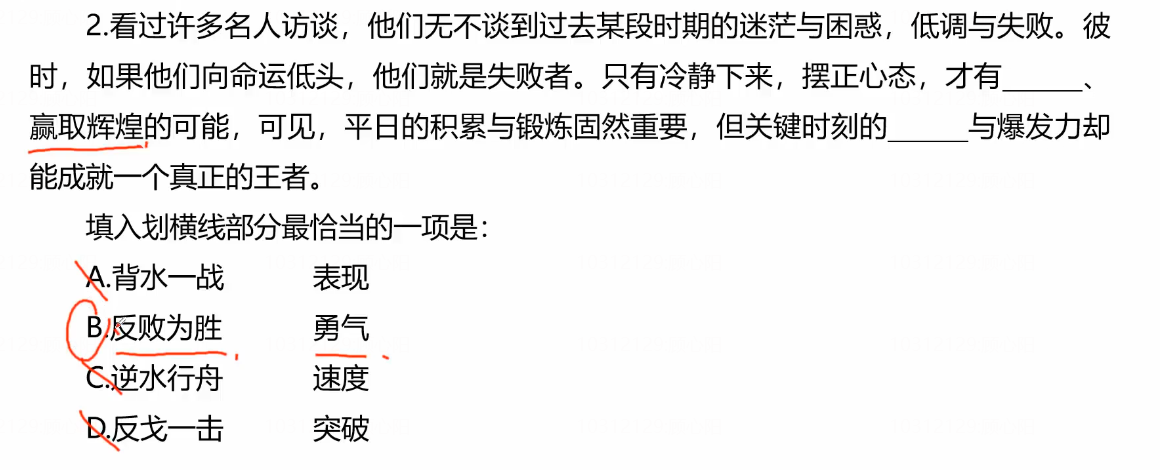 2.看过许多名人访谈，他们无不谈到过去某段时期的迷茫与困惑，低调与失败。彼
时，如果他们向命运低头，他们就是失败者。只有冷静下来，摆正心态，才有______、
赢取辉煌的可能，可见，平日的积累与锻炼固然重要，但关键时刻的______与爆发力却
能成就一个真正的王者。
填入划横线部分最恰当的一项是：
A.背水一战 表现
B.反败为胜 勇气
C.逆水行舟 速度
D.反戈一击 突破